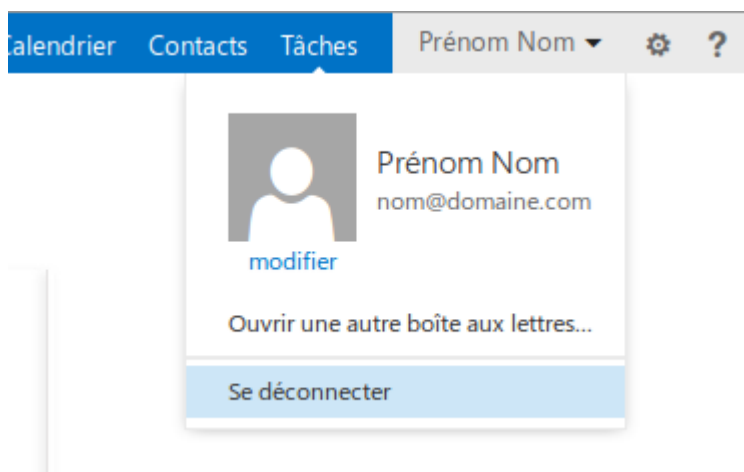 Calendrier Contacts Tâches Prénom Nom ?
Prénom Nom
nom@domaine.com
modifier
Ouvrir une autre boîte aux lettres...
Se déconnecter